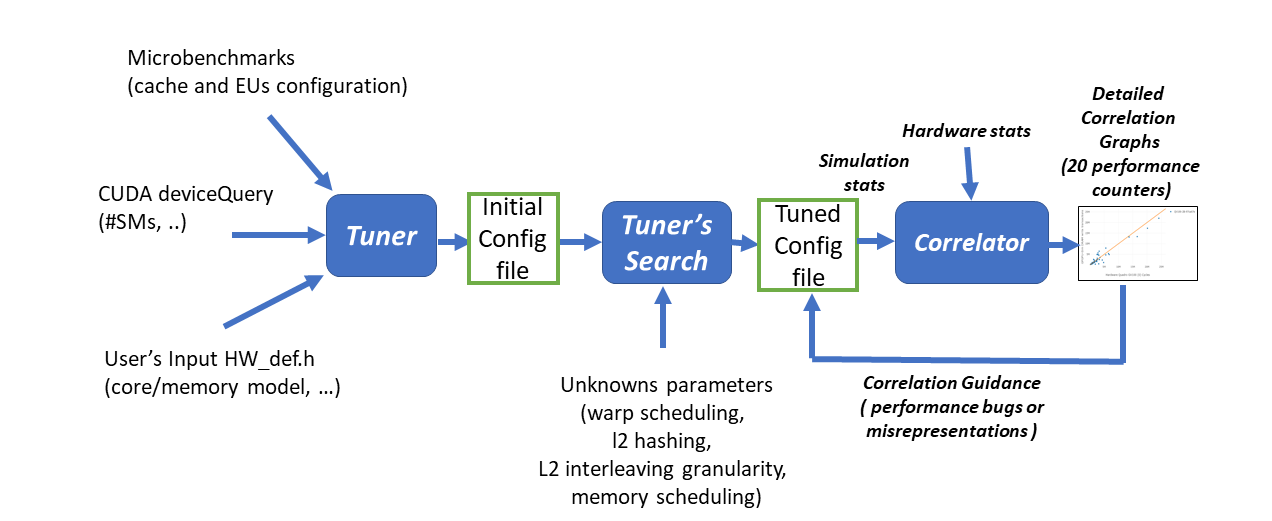 Microbenchmarks
(cache and EUs configuration)
CUDA deviceQuery
(#SMs, ..)
User's Input HW_def.h
(core/memory model, …)
Tuner
Initial
Config
file
Tuner's
Search
Unknowns parameters
(warp scheduling,
l2 hashing,
L2 interleaving granularity,
memory scheduling)
Tuned
Config
file
Simulation
stats
Hardware stats
Correlator
Detailed
Correlation
Graphs
(20 performance
counters)
Correlation Guidance
( performance bugs or
misrepresentations )